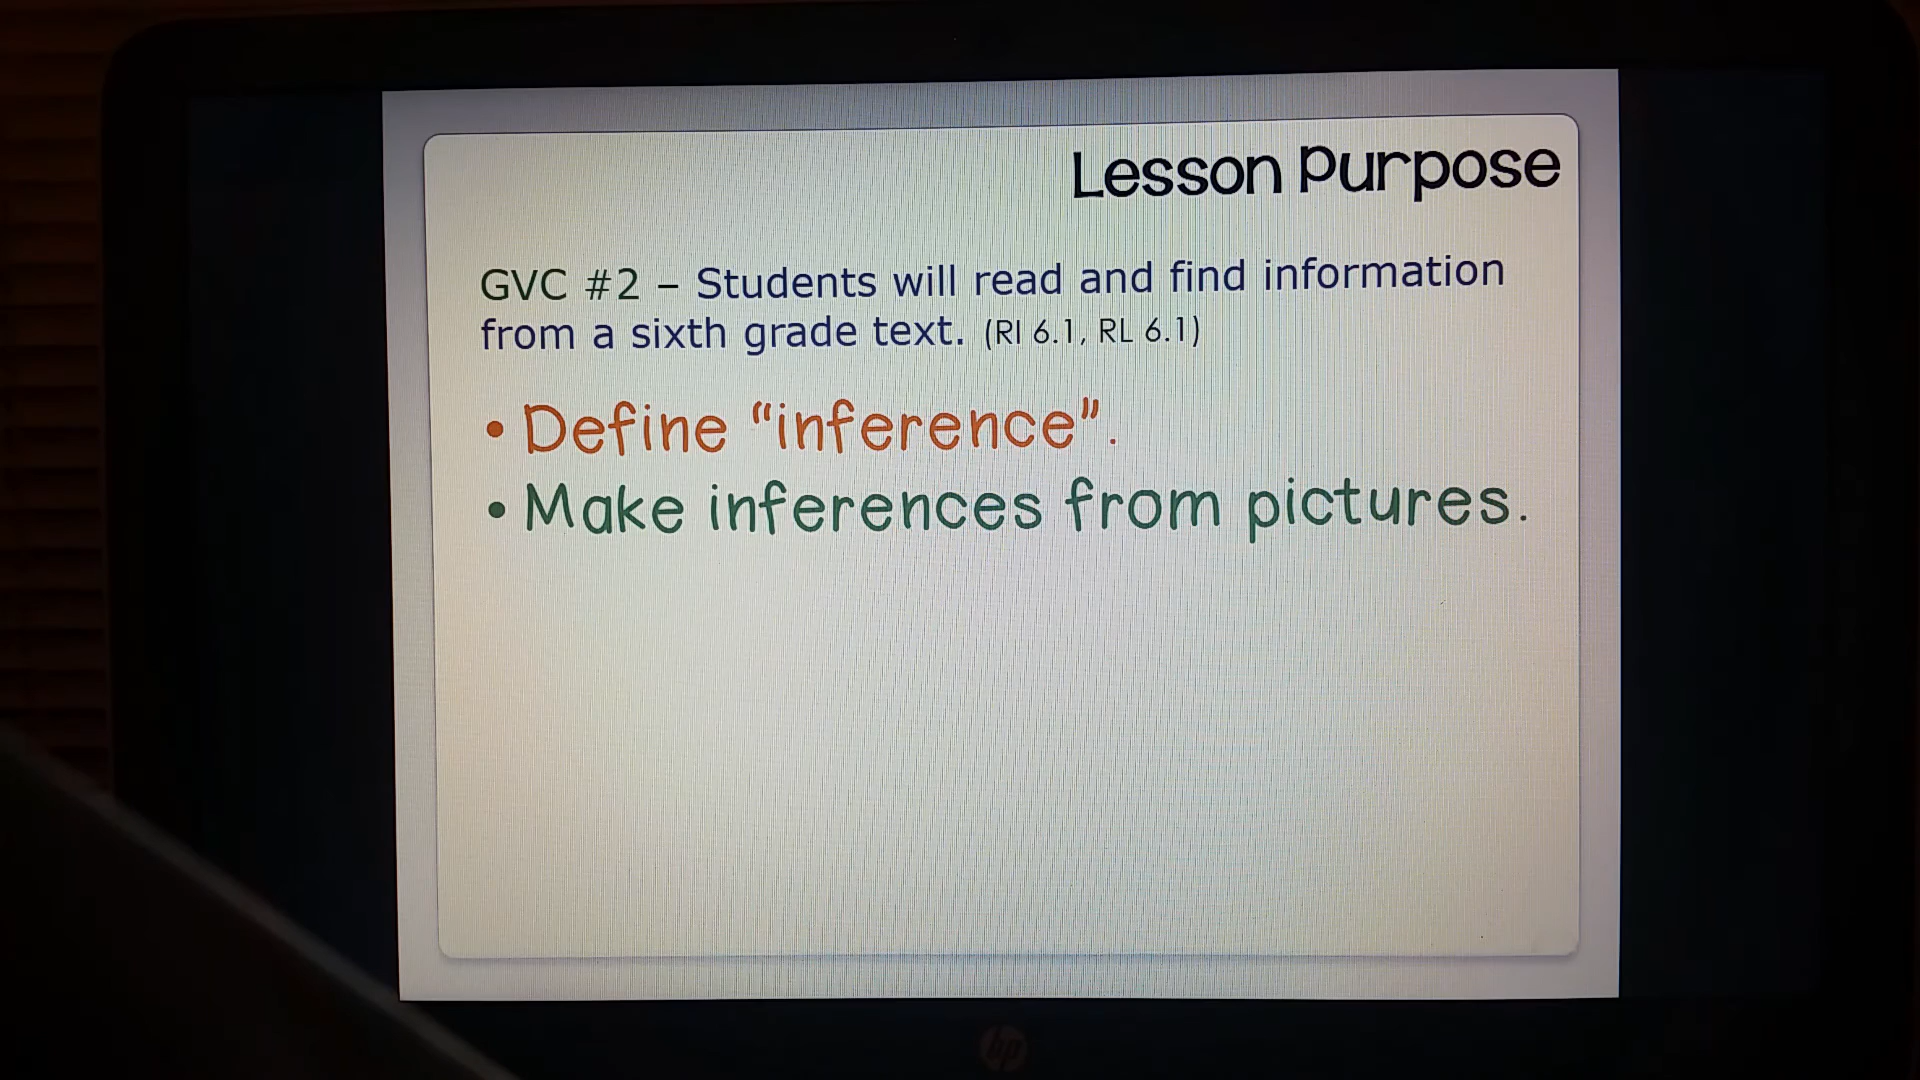 Lesson Purpose
GVC #2 – Students will read and find information
from a sixth grade text. (RI 6.1, RL 6.1)
• Define “inference”.
• Make inferences from pictures.
hp